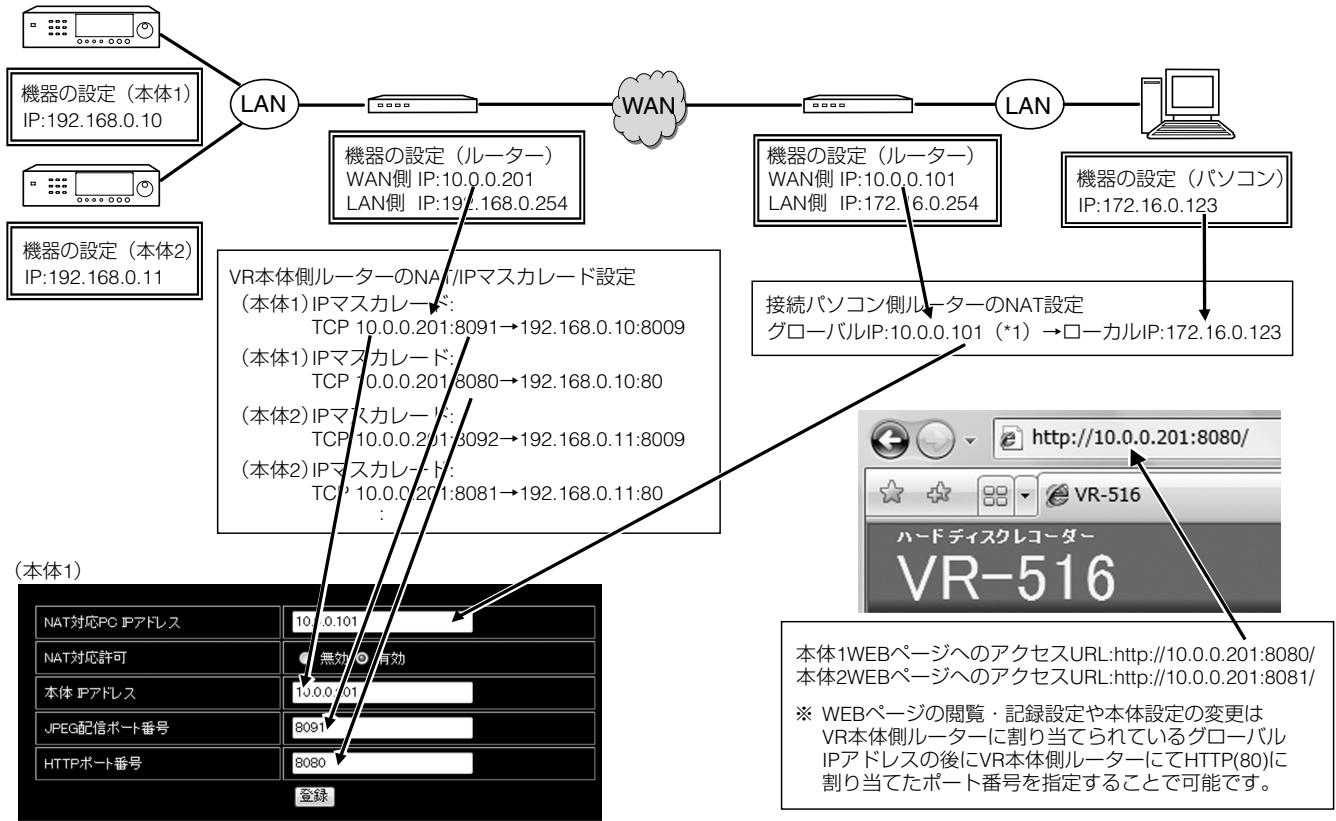 機器の設定（本体1）
IP:192.168.0.10
LAN
WAN
LAN
機器の設定（ルーター）
WAN側 IP:10.0.0.201
LAN側 IP:192.168.0.254
機器の設定（ルーター）
WAN側 IP:10.0.0.101
LAN側 IP:172.16.0.254
機器の設定（パソコン）
IP:172.16.0.123
機器の設定（本体2）
IP:192.168.0.11
VR本体側ルーターのNAT/IPマスカレード設定
（本体1）IPマスカレード:
TCP 10.0.0.201:8091→192.168.0.10:8009
（本体1）IPマスカレード:
TCP 10.0.0.201:8080→192.168.0.10:80
（本体2）IPマスカレード:
TCP 10.0.0.201:8092→192.168.0.11:8009
（本体2）IPマスカレード:
TCP 10.0.0.201:8081→192.168.0.11:80
:
接続パソコン側ルーターのNAT設定
グローバルIP:10.0.0.101（*1）→ローカルIP:172.16.0.123
http://10.0.0.201:8080/
VR-516
ハードディスクレコーダー
VR-516
（本体1）
NAT対応PC IPアドレス 10.0.0.101
NAT対応許可 無効 有効
本体 IPアドレス 10.0.0.201
JPEG配信ポート番号 8091
HTTPポート番号 8080
登録
本体1WEBページへのアクセスURL:http://10.0.0.201:8080/
本体2WEBページへのアクセスURL:http://10.0.0.201:8081/
※ WEBページの閲覧・記録設定や本体設定の変更は
VR本体側ルーターに割り当てられているグローバル
IPアドレスの後にVR本体側ルーターにてHTTP(80)に
割り当てたポート番号を指定することで可能です。